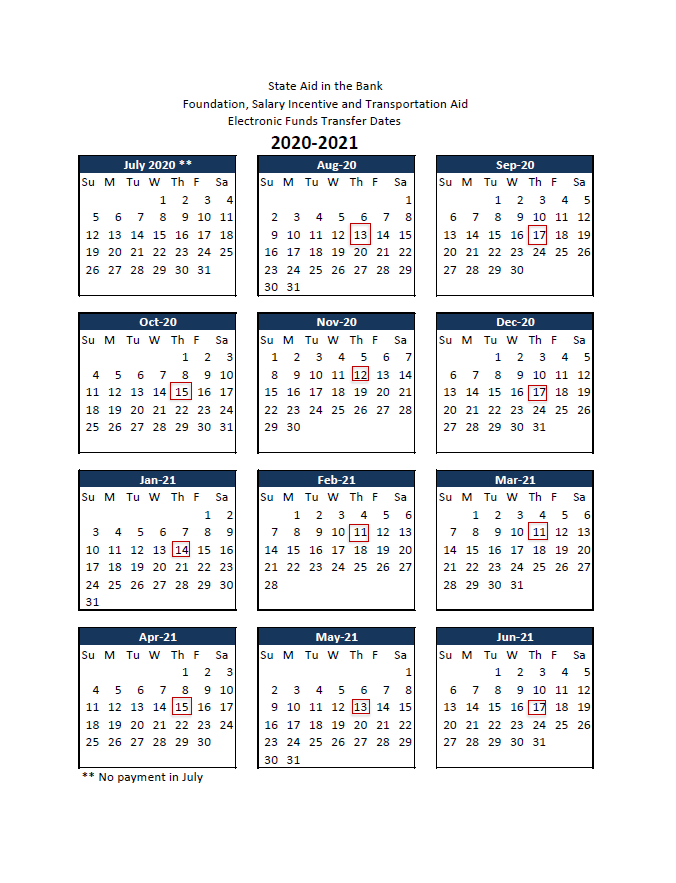 State Aid in the Bank
Foundation, Salary Incentive and Transportation Aid
Electronic Funds Transfer Dates
2020-2021
July 2020 **
Su M Tu W Th F Sa
1 2 3 4
5 6 7 8 9 10 11
12 13 14 15 16 17 18
19 20 21 22 23 24 25
26 27 28 29 30 31
Aug-20
Su M Tu W Th F Sa
1
2 3 4 5 6 7 8
9 10 11 12 13 14 15
16 17 18 19 20 21 22
23 24 25 26 27 28 29
30 31
Sep-20
Su M Tu W Th F Sa
1 2 3 4 5
6 7 8 9 10 11 12
13 14 15 16 17 18 19
20 21 22 23 24 25 26
27 28 29 30
Oct-20
Su M Tu W Th F Sa
1 2 3
4 5 6 7 8 9 10
11 12 13 14 15 16 17
18 19 20 21 22 23 24
25 26 27 28 29 30 31
Nov-20
Su M Tu W Th F Sa
1 2 3 4 5 6 7
8 9 10 11 12 13 14
15 16 17 18 19 20 21
22 23 24 25 26 27 28
29 30
Dec-20
Su M Tu W Th F Sa
1 2 3 4 5
6 7 8 9 10 11 12
13 14 15 16 17 18 19
20 21 22 23 24 25 26
27 28 29 30 31
Jan-21
Su M Tu W Th F Sa
1 2
3 4 5 6 7 8 9
10 11 12 13 14 15 16
17 18 19 20 21 22 23
24 25 26 27 28 29 30
31
Feb-21
Su M Tu W Th F Sa
1 2 3 4 5 6
7 8 9 10 11 12 13
14 15 16 17 18 19 20
21 22 23 24 25 26 27
28
Mar-21
Su M Tu W Th F Sa
1 2 3 4 5 6
7 8 9 10 11 12 13
14 15 16 17 18 19 20
21 22 23 24 25 26 27
28 29 30 31
Apr-21
Su M Tu W Th F Sa
1 2 3
4 5 6 7 8 9 10
11 12 13 14 15 16 17
18 19 20 21 22 23 24
25 26 27 28 29 30
May-21
Su M Tu W Th F Sa
1
2 3 4 5 6 7 8
9 10 11 12 13 14 15
16 17 18 19 20 21 22
23 24 25 26 27 28 29
30 31
Jun-21
Su M Tu W Th F Sa
1 2 3 4 5
6 7 8 9 10 11 12
13 14 15 16 17 18 19
20 21 22 23 24 25 26
27 28 29 30 31
** No payment in July